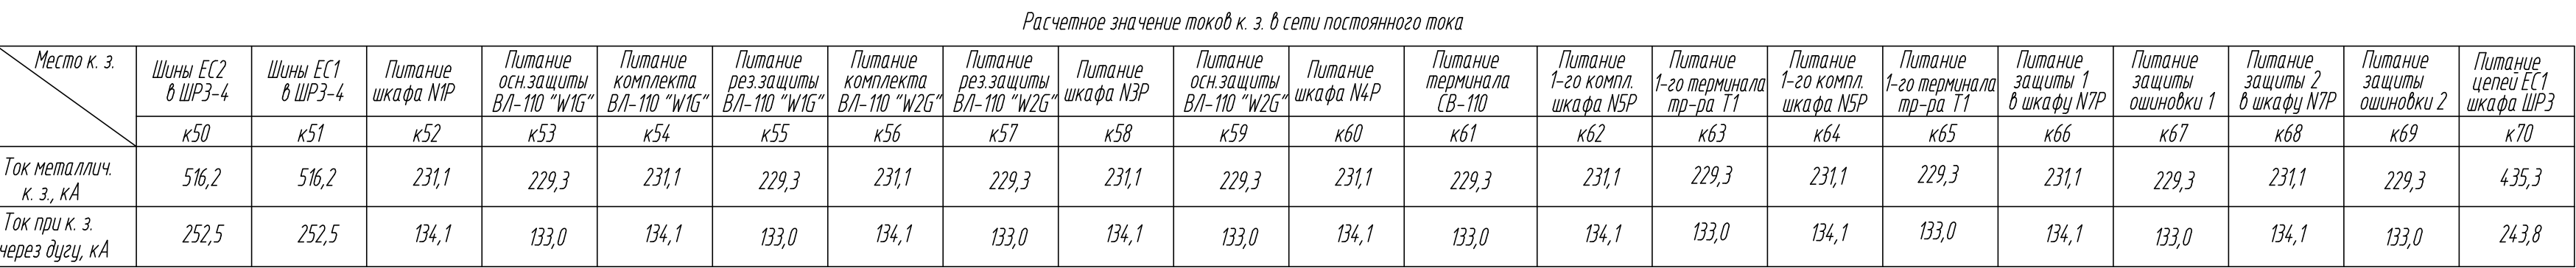 Расчетное значение токов к. з. в сети постоянного тока
Место к. з.
Шины ЕС2
в ШРЗ-4
Шины ЕС1
в ШРЗ-4
Питание
шкафа N1Р
Питание
осн.защиты
ВЛ-110 "W1G"
Питание
комплекта
ВЛ-110 "W1G"
Питание
рез.защиты
ВЛ-110 "W1G"
Питание
комплекта
ВЛ-110 "W2G"
Питание
рез.защиты
ВЛ-110 "W2G"
Питание
шкафа N3Р
Питание
осн.защиты
ВЛ-110 "W2G"
Питание
шкафа N4Р
Питание
терминала
СВ-110
Питание
1-го компл.
шкафа N5Р
Питание
1-го терминала
тр-ра Т1
Питание
1-го компл.
шкафа N5Р
Питание
1-го терминала
тр-ра Т1
Питание
защиты 1
в шкафу N7Р
Питание
защиты
ошиновки 1
Питание
защиты 2
в шкафу N7Р
Питание
защиты
ошиновки 2
Питание
цепей ЕС1
шкафа ШРЗ
к50 к51 к52 к53 к54 к55 к56 к57 к58 к59 к60 к61 к62 к63 к64 к65 к66 к67 к68 к69 к70
Ток металлич.
к. з., кА
516,2 516,2 231,1 229,3 231,1 229,3 231,1 229,3 231,1 229,3 231,1 229,3 231,1 229,3 231,1 229,3 231,1 229,3 231,1 229,3 435,3
Ток при к. з.
через дугу, кА
252,5 252,5 134,1 133,0 134,1 133,0 134,1 133,0 134,1 133,0 134,1 133,0 134,1 133,0 134,1 133,0 134,1 133,0 134,1 133,0 243,8